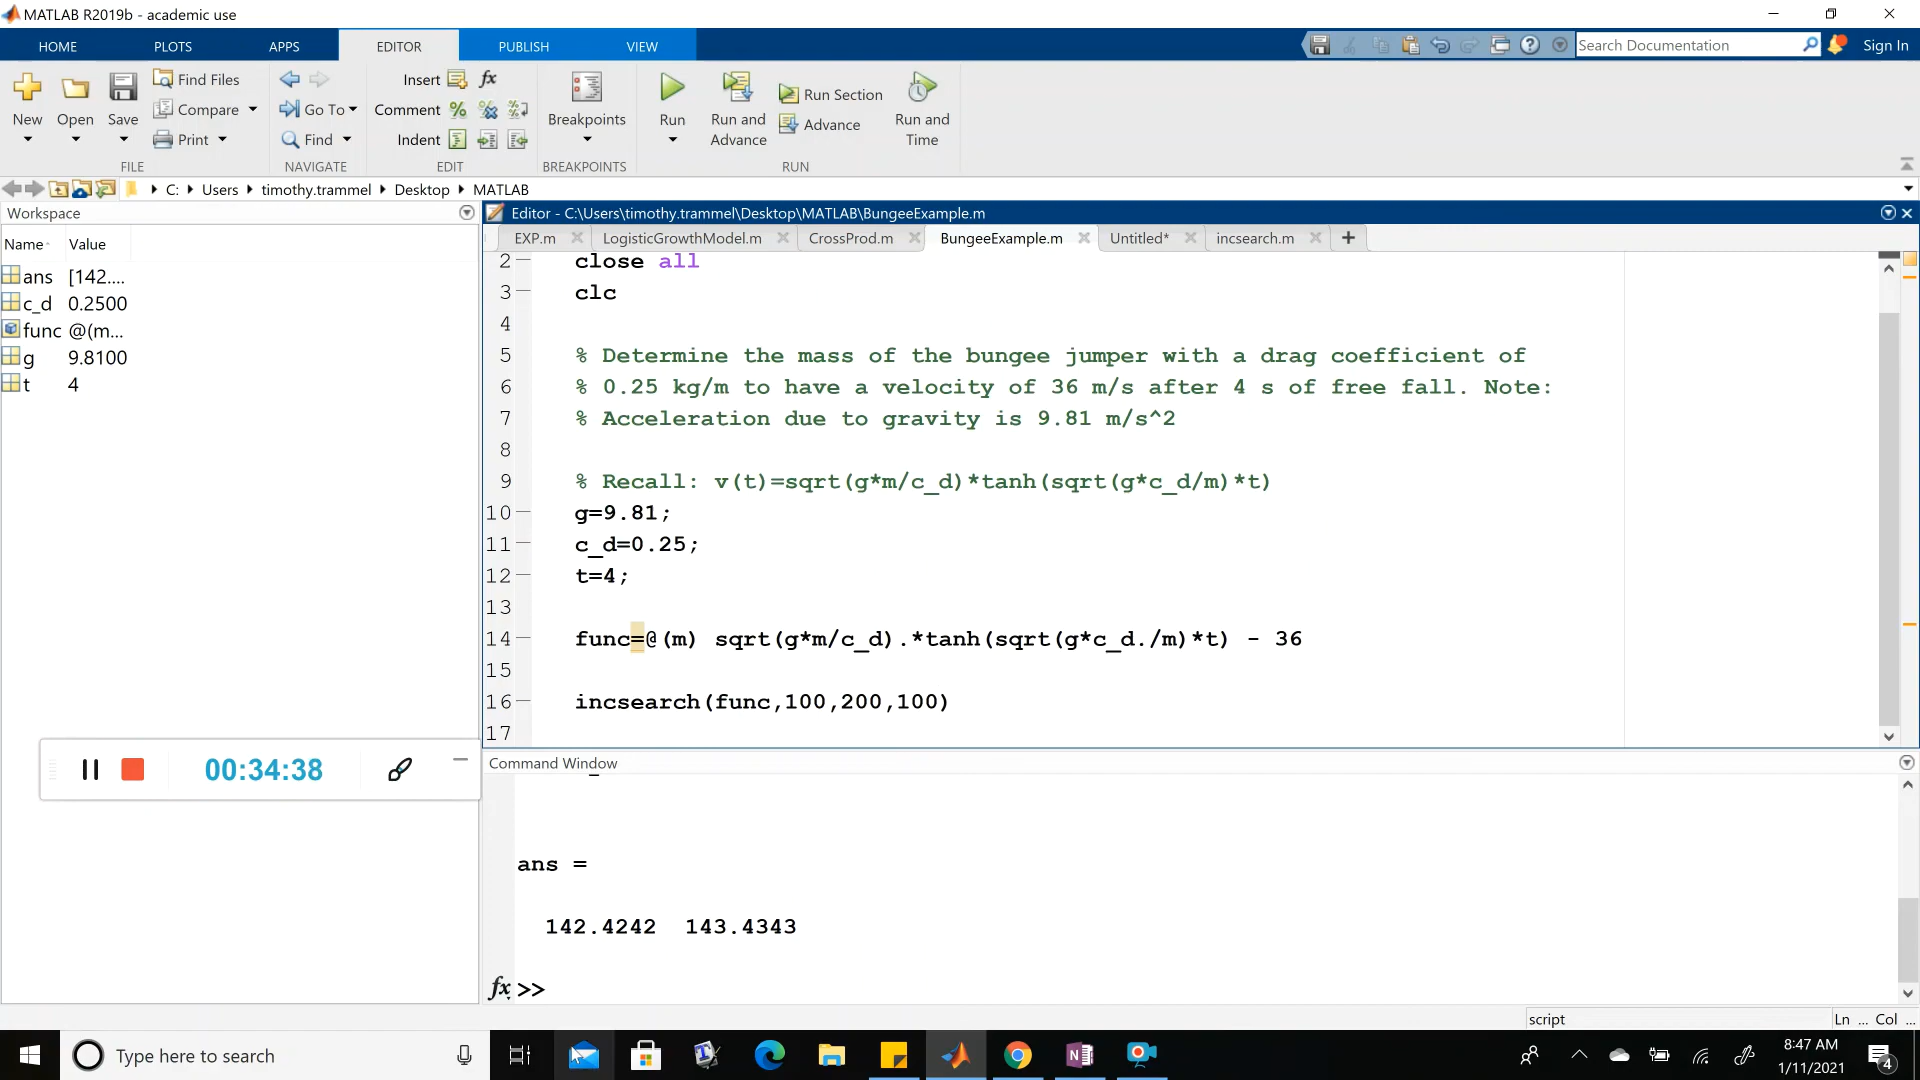 MATLAB R2019b - academic use
HOME PLOTS APPS EDITOR PUBLISH VIEW
Search Documentation
Sign In
Find Files
Insert fx
New Open Save Compare Go To Comment Breakpoints Run Run and Advance Run Section Run and Time
Advance
Print Find Indent
FILE NAVIGATE EDIT BREAKPOINTS RUN
C: Users timothy.trammel Desktop MATLAB
Workspace
Name Value
ans [142....
c_d 0.2500
func @(m...
g 9.8100
t 4
Editor - C:\Users\timothy.trammel\Desktop\MATLAB\BungeeExample.m
EXP.m LogisticGrowthModel.m CrossProd.m BungeeExample.m Untitled* incsearch.m +
2 close all
3 clc
4
5 % Determine the mass of the bungee jumper with a drag coefficient of
6 % 0.25 kg/m to have a velocity of 36 m/s after 4 s of free fall. Note:
7 % Acceleration due to gravity is 9.81 m/s^2
8
9 % Recall: v(t)=sqrt(g*m/c_d)*tanh(sqrt(g*c_d/m)*t)
10 g=9.81;
11 c_d=0.25;
12 t=4;
13
14 func=@(m) sqrt(g*m/c_d).*tanh(sqrt(g*c_d./m)*t) - 36
15
16 incsearch(func,100,200,100)
17
00:34:38
Command Window
ans =
142.4242 143.4343
fx >>
script
Ln ... Col ...
Type here to search
8:47 AM
1/11/2021
4